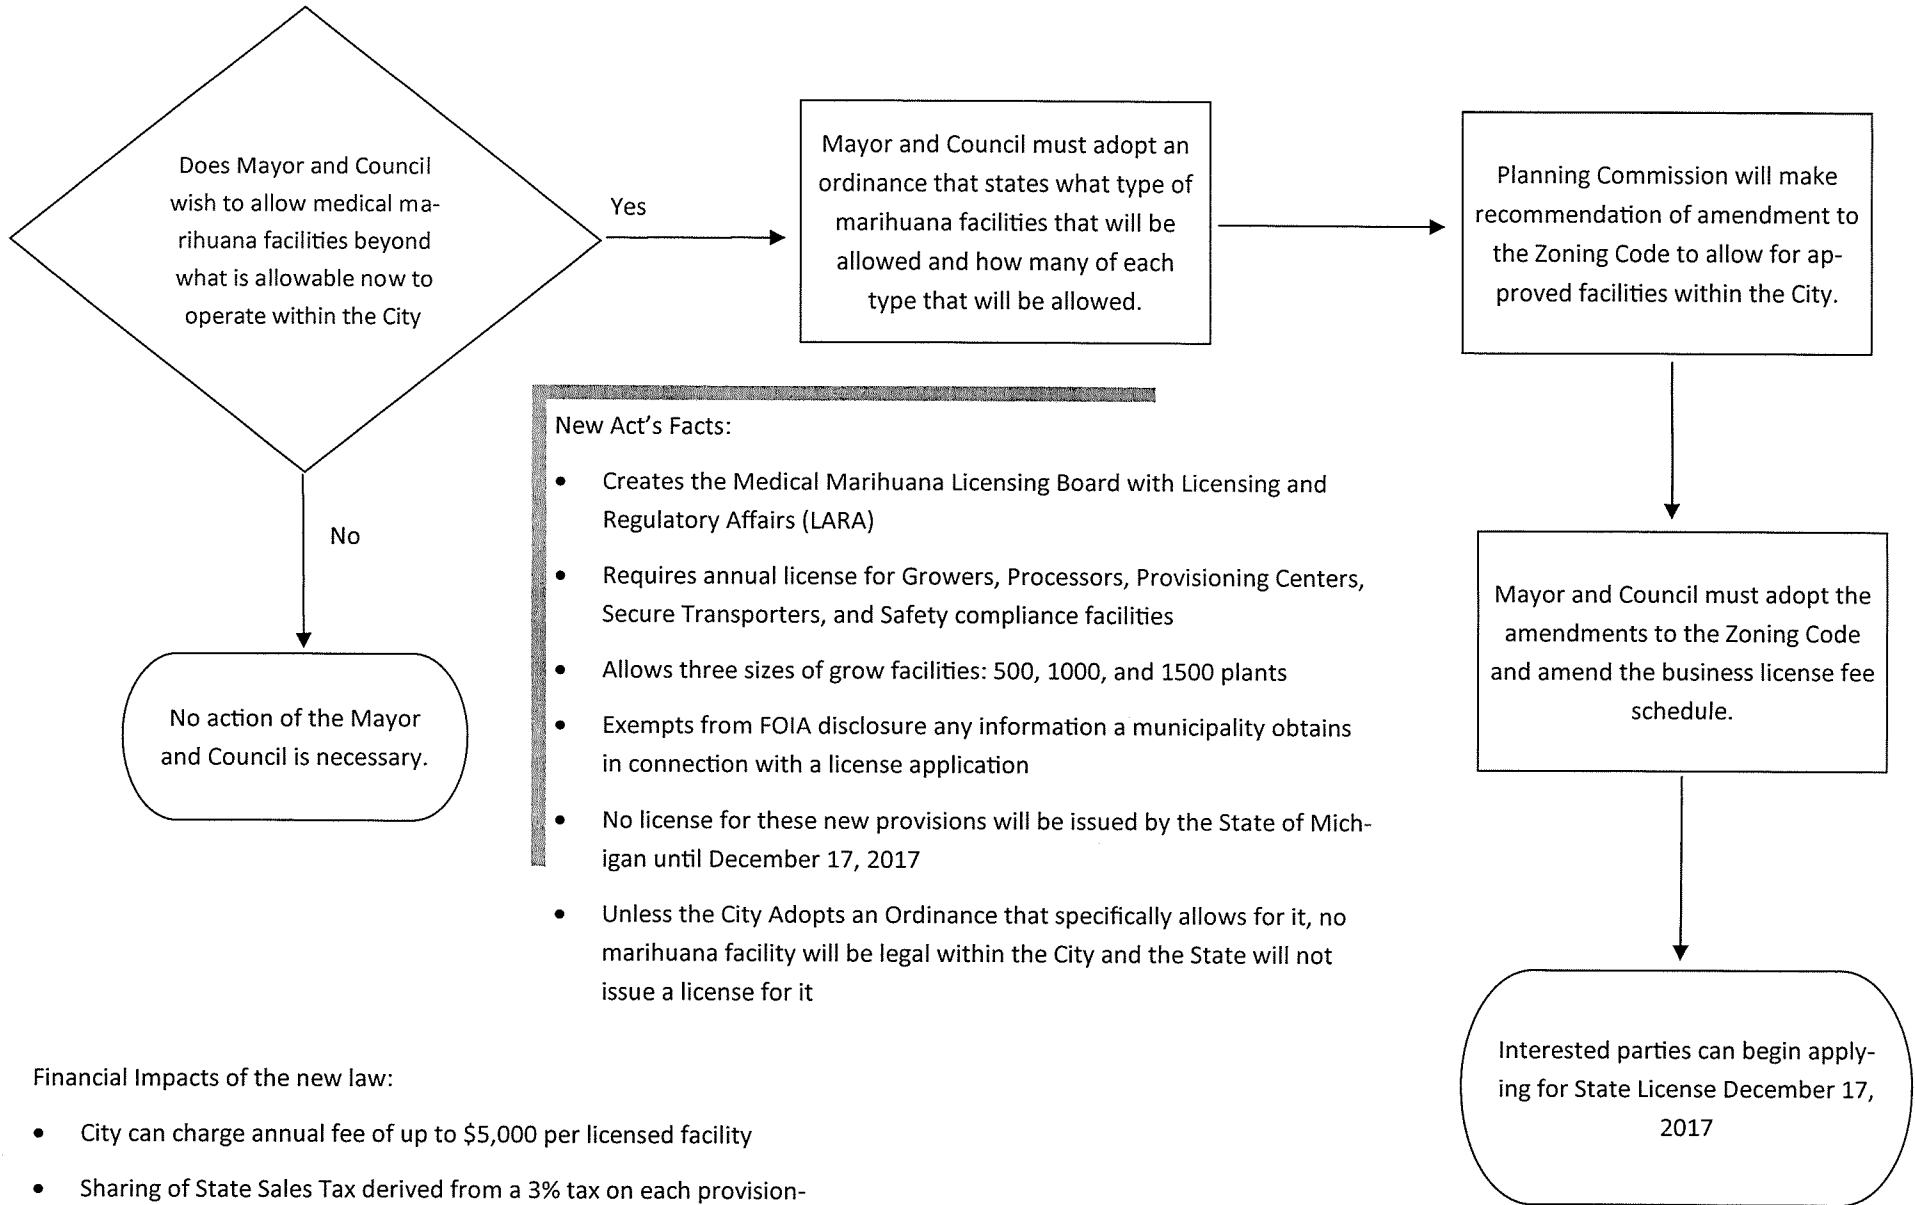 Does Mayor and Council
wish to allow medical ma-
rihuana facilities beyond
what is allowable now to
operate within the City
Yes
Mayor and Council must adopt an
ordinance that states what type of
marihuana facilities that will be
allowed and how many of each
type that will be allowed.
Planning Commission will make
recommendation of amendment to
the Zoning Code to allow for ap-
proved facilities within the City.
No
No action of the Mayor
and Council is necessary.
New Act's Facts:
• Creates the Medical Marihuana Licensing Board with Licensing and
Regulatory Affairs (LARA)
• Requires annual license for Growers, Processors, Provisioning Centers,
Secure Transporters, and Safety compliance facilities
• Allows three sizes of grow facilities: 500, 1000, and 1500 plants
• Exempts from FOIA disclosure any information a municipality obtains
in connection with a license application
• No license for these new provisions will be issued by the State of Mich-
igan until December 17, 2017
• Unless the City Adopts an Ordinance that specifically allows for it, no
marihuana facility will be legal within the City and the State will not
issue a license for it
Mayor and Council must adopt the
amendments to the Zoning Code
and amend the business license fee
schedule.
Interested parties can begin apply-
ing for State License December 17,
2017
Financial Impacts of the new law:
• City can charge annual fee of up to $5,000 per licensed facility
• Sharing of State Sales Tax derived from a 3% tax on each provision-